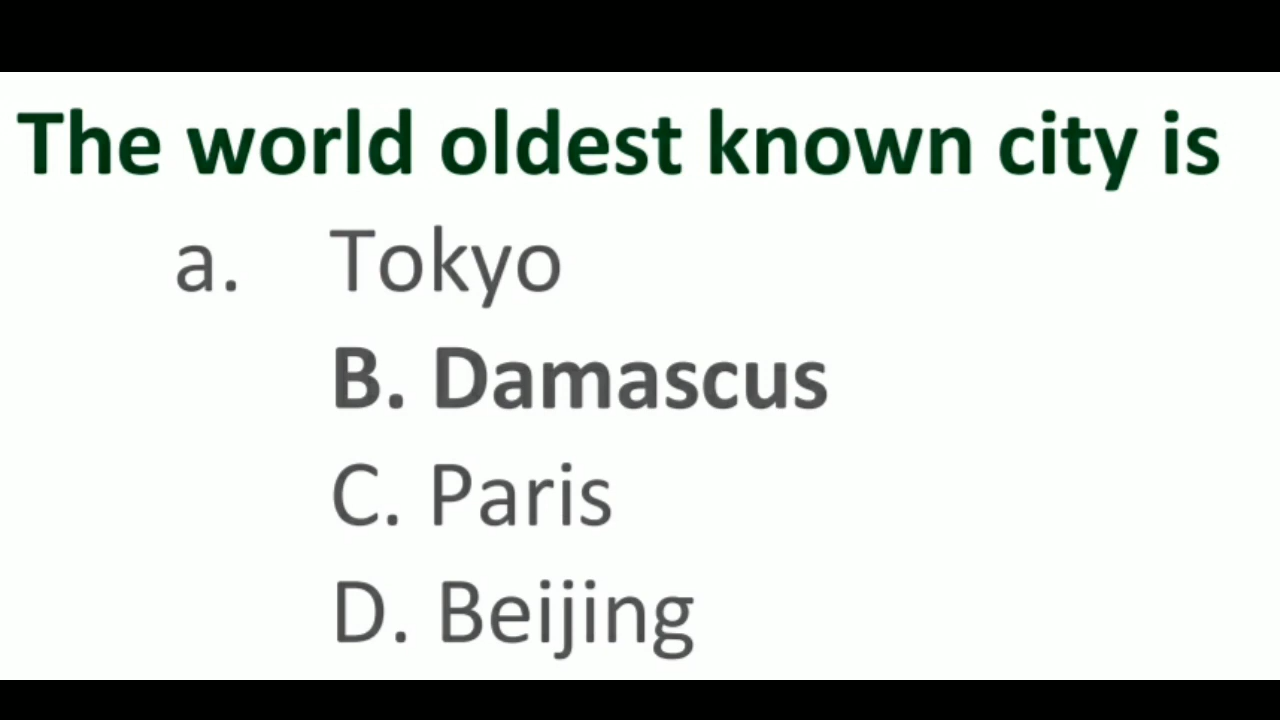 The world oldest known city is
a. Tokyo
B. Damascus
C. Paris
D. Beijing